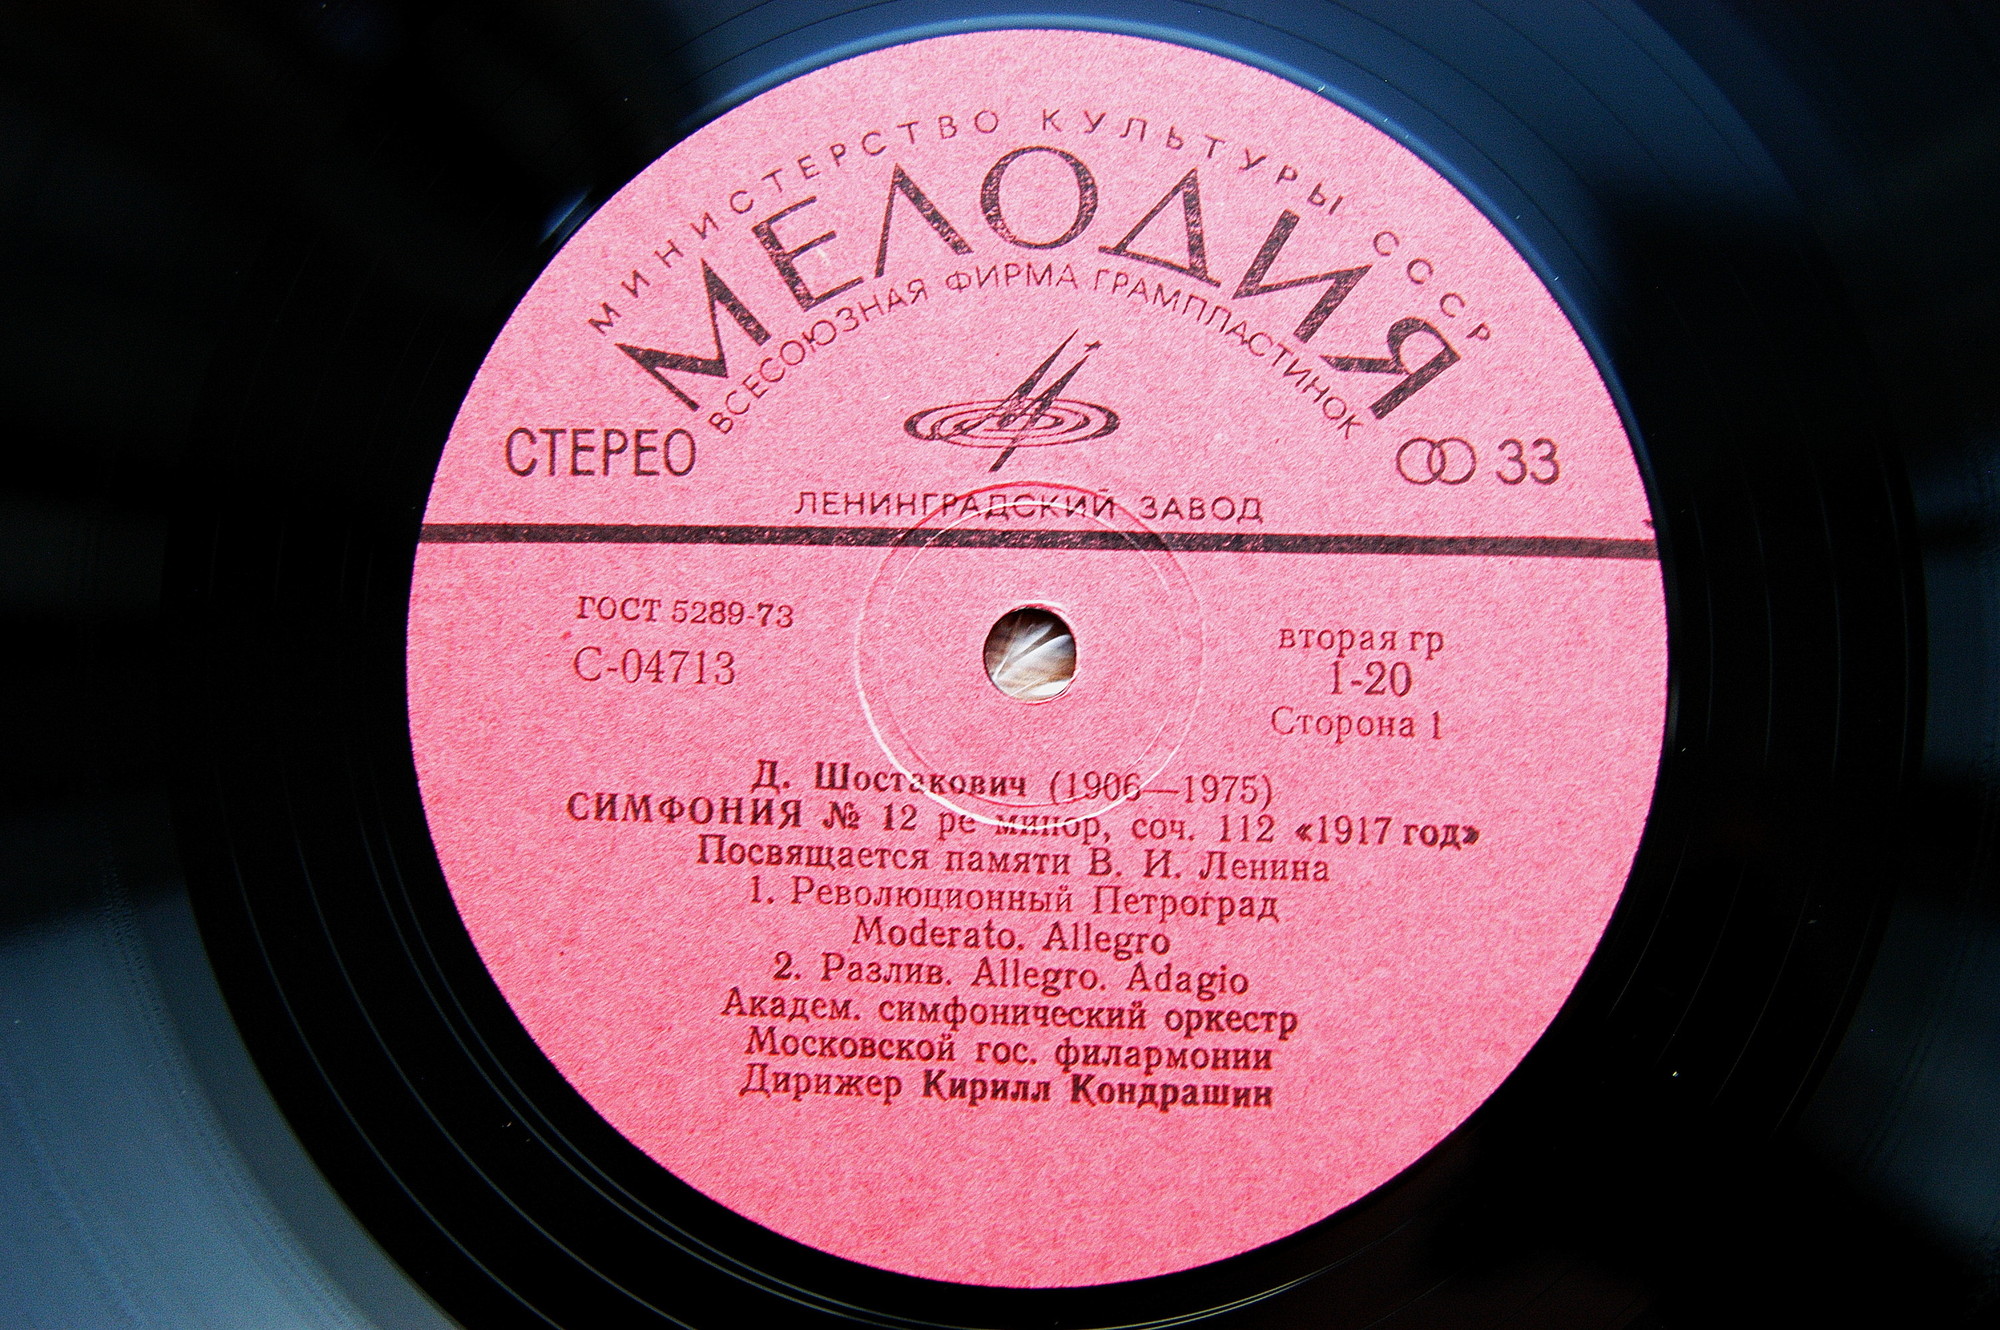 МИНИСТЕРСТВО КУЛЬТУРЫ СССР
МЕЛОДИЯ
ВСЕСОЮЗНАЯ ФИРМА ГРАМПЛАСТИНОК
СТЕРЕО
33
ЛЕНИНГРАДСКИЙ ЗАВОД
ГОСТ 5289-73
С-04713
вторая гр
1-20
Сторона 1
Д. Шостакович (1906—1975)
СИМФОНИЯ № 12 ре минор, соч. 112 «1917 год»
Посвящается памяти В. И. Ленина
1. Революционный Петроград
Moderato. Allegro
2. Разлив. Allegro. Adagio
Академ. симфонический оркестр
Московской гос. филармонии
Дирижер Кирилл Кондрашин